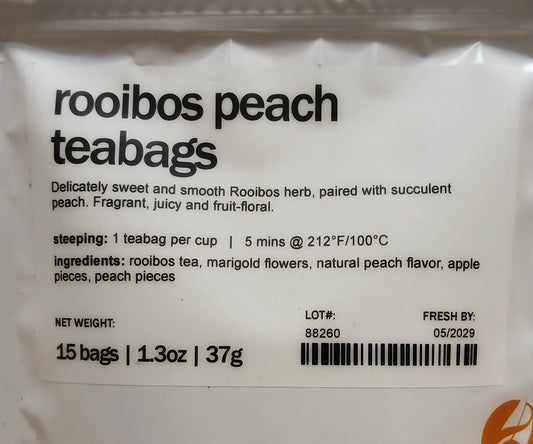 rooibos peach
teabags
Delicately sweet and smooth Rooibos herb, paired with succulent
peach. Fragrant, juicy and fruit-floral.
steeping: 1 teabag per cup | 5 mins @ 212°F/100°C
ingredients: rooibos tea, marigold flowers, natural peach flavor, apple
pieces, peach pieces
NET WEIGHT:
15 bags | 1.3oz | 37g
LOT#:
88260
FRESH BY:
05/2029